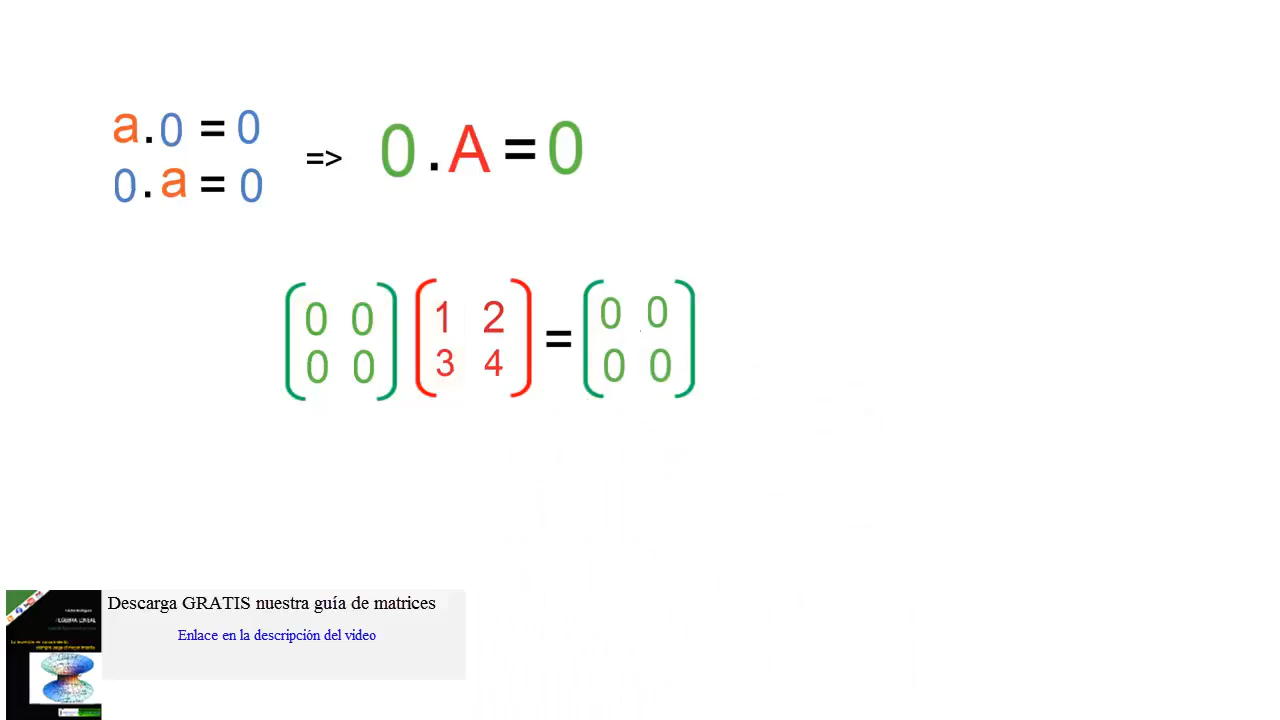 a.0 = 0
0.a = 0
=> 0.A = 0
0 0 1 2 = 0 0
0 0 3 4 0 0
Descarga GRATIS nuestra guía de matrices
Enlace en la descripción del video